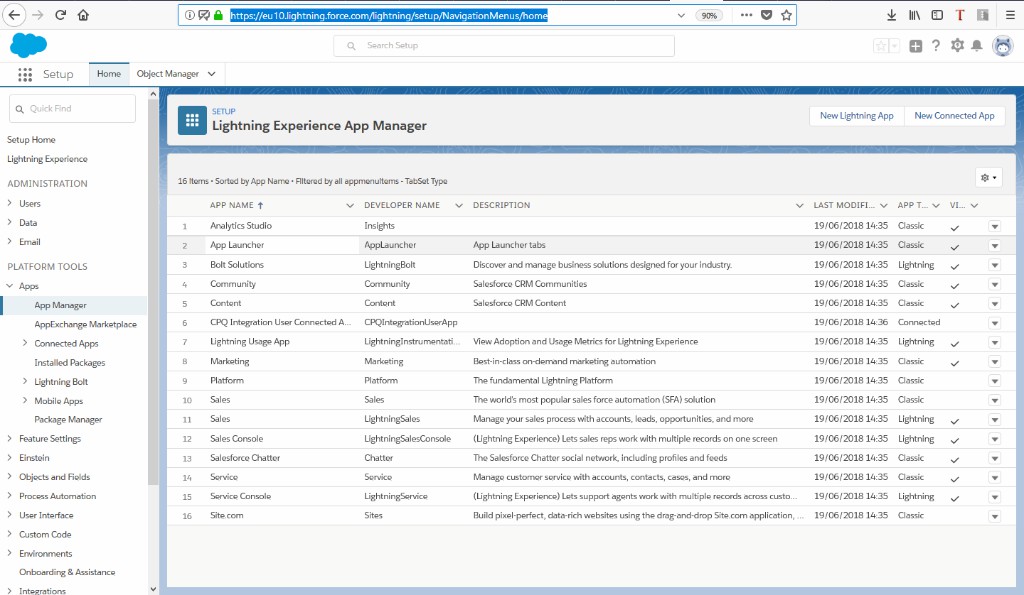 https://eu10.lightning.force.com/lightning/setup/NavigationMenus/home 90%
Search Setup
Setup Home Object Manager
Quick Find
Setup Home
Lightning Experience
ADMINISTRATION
Users
Data
Email
PLATFORM TOOLS
Apps
App Manager
AppExchange Marketplace
Connected Apps
Installed Packages
Lightning Bolt
Mobile Apps
Package Manager
Feature Settings
Einstein
Objects and Fields
Process Automation
User Interface
Custom Code
Environments
Onboarding & Assistance
Integrations
SETUP
Lightning Experience App Manager
New Lightning App New Connected App
16 Items • Sorted by App Name • Filtered by all appmenuitems - TabSet Type
APP NAME DEVELOPER NAME DESCRIPTION LAST MODIFI... APP T... VI...
1 Analytics Studio Insights 19/06/2018 14:35 Classic
2 App Launcher AppLauncher App Launcher tabs 19/06/2018 14:35 Classic
3 Bolt Solutions LightningBolt Discover and manage business solutions designed for your industry. 19/06/2018 14:35 Lightning
4 Community Community Salesforce CRM Communities 19/06/2018 14:35 Classic
5 Content Content Salesforce CRM Content 19/06/2018 14:35 Classic
6 CPQ Integration User Connected A... CPQIntegrationUserApp 19/06/2018 14:36 Connected
7 Lightning Usage App LightningInstrumentati... View Adoption and Usage Metrics for Lightning Experience 19/06/2018 14:35 Lightning
8 Marketing Marketing Best-in-class on-demand marketing automation 19/06/2018 14:35 Classic
9 Platform Platform The fundamental Lightning Platform 19/06/2018 14:35 Classic
10 Sales Sales The world's most popular sales force automation (SFA) solution 19/06/2018 14:35 Classic
11 Sales LightningSales Manage your sales process with accounts, leads, opportunities, and more 19/06/2018 14:35 Lightning
12 Sales Console LightningSalesConsole (Lightning Experience) Lets sales reps work with multiple records on one screen 19/06/2018 14:35 Lightning
13 Salesforce Chatter Chatter The Salesforce Chatter social network, including profiles and feeds 19/06/2018 14:35 Classic
14 Service Service Manage customer service with accounts, contacts, cases, and more 19/06/2018 14:35 Classic
15 Service Console LightningService (Lightning Experience) Lets support agents work with multiple records across custo... 19/06/2018 14:35 Lightning
16 Site.com Sites Build pixel-perfect, data-rich websites using the drag-and-drop Site.com application, ... 19/06/2018 14:35 Classic